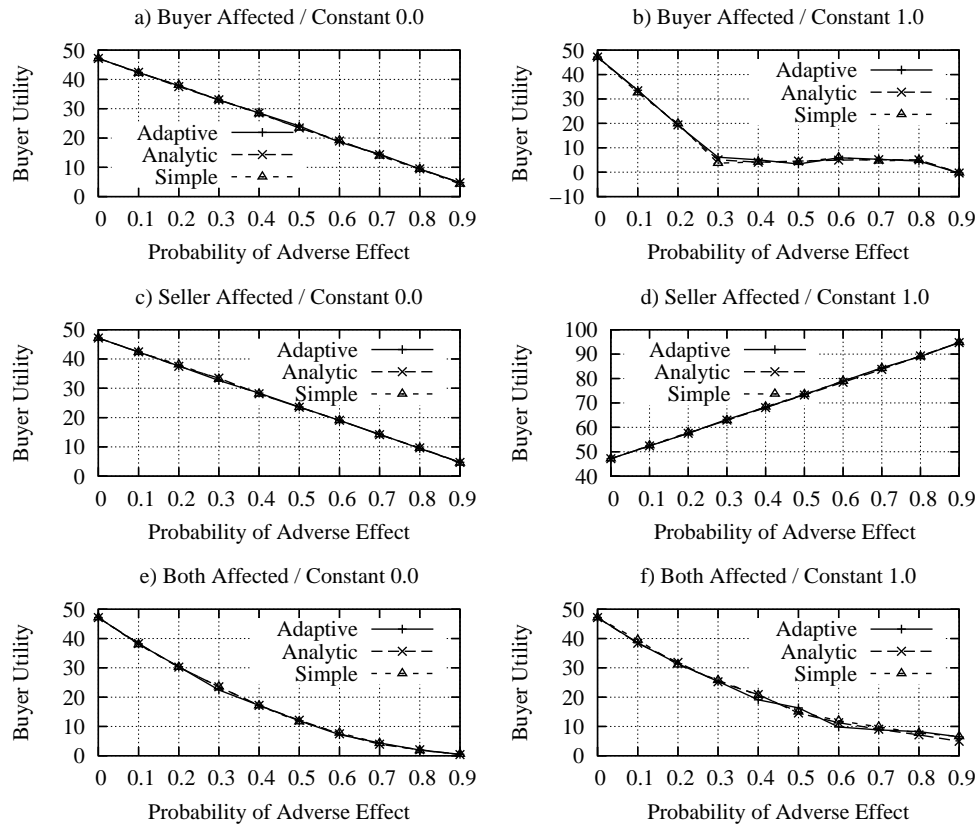 a) Buyer Affected / Constant 0.0
50
40
30
20
10
0
Buyer Utility
Adaptive
Analytic
Simple
0 0.1 0.2 0.3 0.4 0.5 0.6 0.7 0.8 0.9
Probability of Adverse Effect
b) Buyer Affected / Constant 1.0
50
40
30
20
10
0
−10
Buyer Utility
Adaptive
Analytic
Simple
0 0.1 0.2 0.3 0.4 0.5 0.6 0.7 0.8 0.9
Probability of Adverse Effect
c) Seller Affected / Constant 0.0
50
40
30
20
10
0
Buyer Utility
Adaptive
Analytic
Simple
0 0.1 0.2 0.3 0.4 0.5 0.6 0.7 0.8 0.9
Probability of Adverse Effect
d) Seller Affected / Constant 1.0
100
90
80
70
60
50
40
Buyer Utility
Adaptive
Analytic
Simple
0 0.1 0.2 0.3 0.4 0.5 0.6 0.7 0.8 0.9
Probability of Adverse Effect
e) Both Affected / Constant 0.0
50
40
30
20
10
0
Buyer Utility
Adaptive
Analytic
Simple
0 0.1 0.2 0.3 0.4 0.5 0.6 0.7 0.8 0.9
Probability of Adverse Effect
f) Both Affected / Constant 1.0
50
40
30
20
10
0
Buyer Utility
Adaptive
Analytic
Simple
0 0.1 0.2 0.3 0.4 0.5 0.6 0.7 0.8 0.9
Probability of Adverse Effect